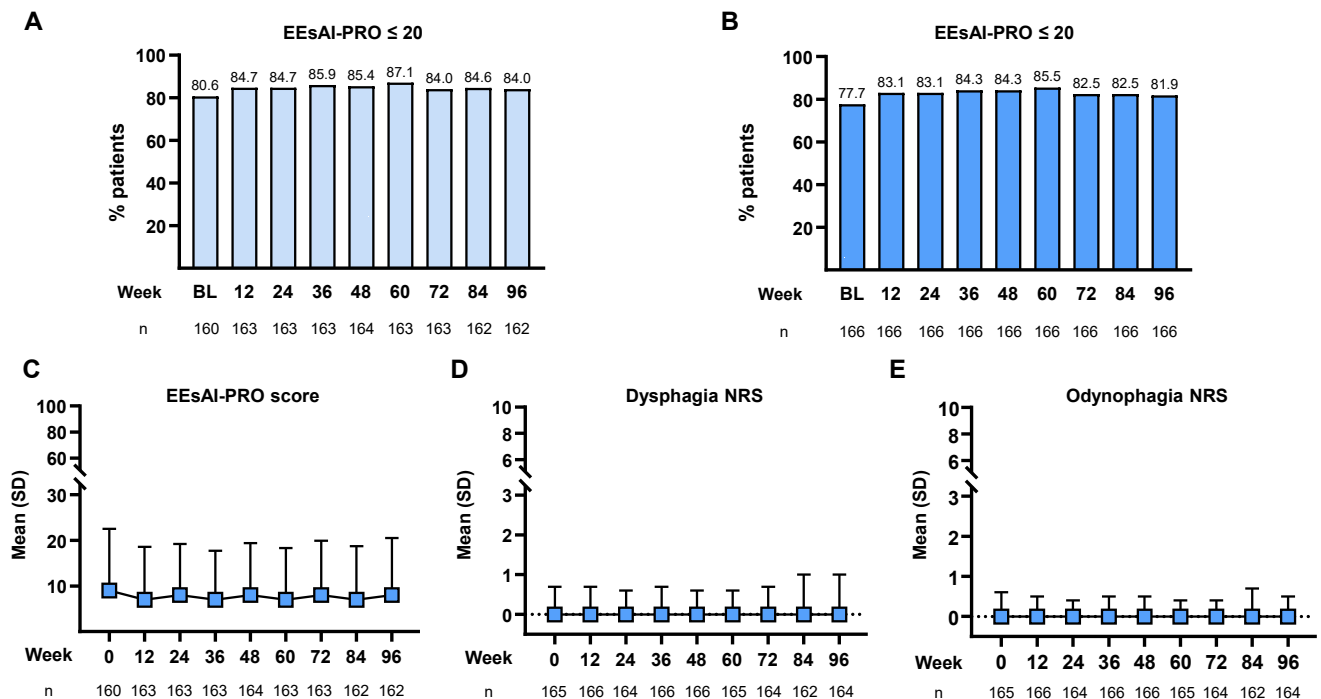 A
EEsAI-PRO ≤ 20
% patients
100
80
60
40
20
80.6 84.7 84.7 85.9 85.4 87.1 84.0 84.6 84.0
Week BL 12 24 36 48 60 72 84 96
n 160 163 163 163 164 163 163 162 162
B
EEsAI-PRO ≤ 20
% patients
100
80
60
40
20
77.7 83.1 83.1 84.3 84.3 85.5 82.5 82.5 81.9
Week BL 12 24 36 48 60 72 84 96
n 166 166 166 166 166 166 166 166 166
C
EEsAI-PRO score
Mean (SD)
100
80
60
30
20
10
Week 0 12 24 36 48 60 72 84 96
n 160 163 163 163 164 163 163 162 162
D
Dysphagia NRS
Mean (SD)
10
8
6
3
2
1
0
Week 0 12 24 36 48 60 72 84 96
n 165 166 164 166 166 165 164 162 164
E
Odynophagia NRS
Mean (SD)
10
8
6
3
2
1
0
Week 0 12 24 36 48 60 72 84 96
n 165 166 164 166 166 165 164 162 164